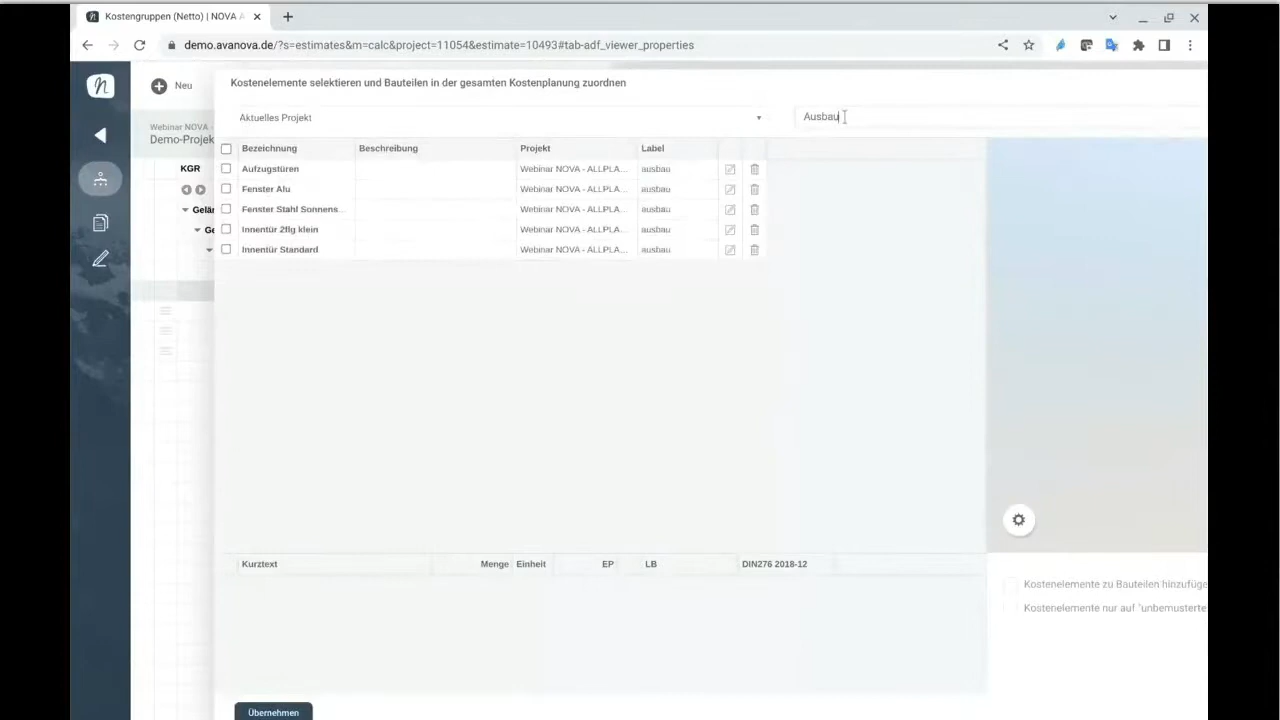 Kostengruppen (Netto) | NOVA A
demo.avanova.de/?s=estimates&m=calc&project=11054&estimate=10493#tab-adf_viewer_properties
Neu
Kostenelemente selektieren und Bauteilen in der gesamten Kostenplanung zuordnen
Webinar NOVA -
Demo-Projek
Aktuelles Projekt
Ausbau
Bezeichnung Beschreibung Projekt Label
KGR
Aufzugstüren Webinar NOVA - ALLPLA... ausbau
Fenster Alu Webinar NOVA - ALLPLA... ausbau
Gelär
Fenster Stahl Sonnens... Webinar NOVA - ALLPLA... ausbau
Ge
Innentür 2flg klein Webinar NOVA - ALLPLA... ausbau
Innentür Standard Webinar NOVA - ALLPLA... ausbau
Kurztext Menge Einheit EP LB DIN276 2018-12
Kostenelemente zu Bauteilen hinzufüge
Kostenelemente nur auf "unbemusterte
Übernehmen